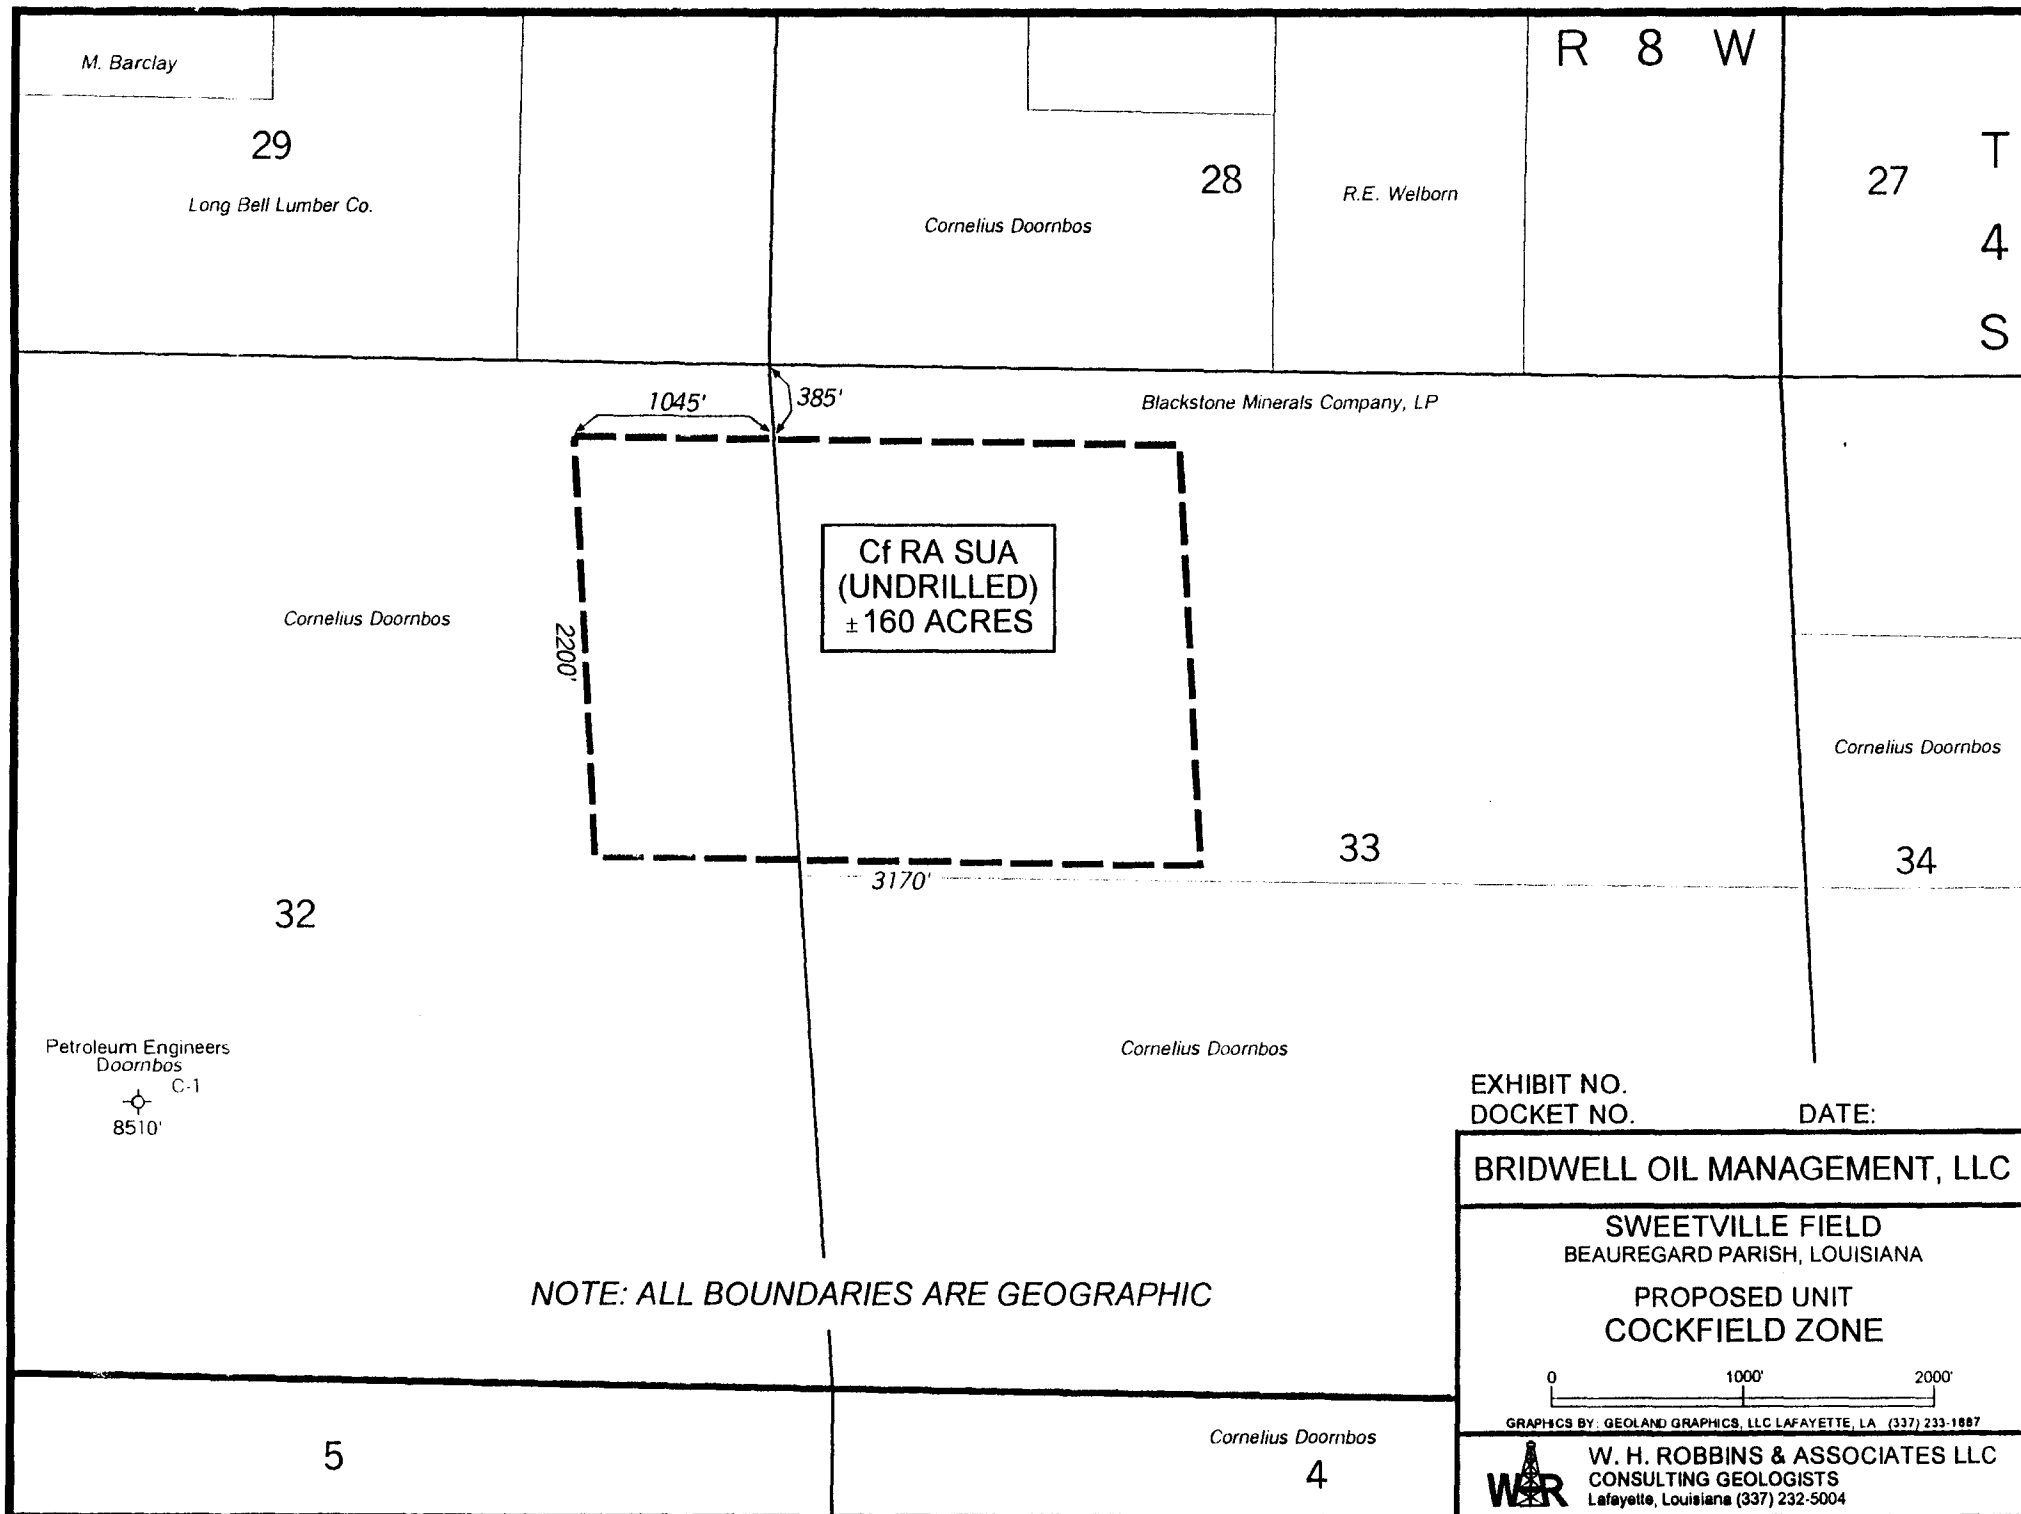 R 8 W
M. Barclay
29
Long Bell Lumber Co.
28
Cornelius Doornbos
R.E. Welborn
27
T
4
S
1045'
385'
Blackstone Minerals Company, LP
Cf RA SUA
(UNDRILLED)
± 160 ACRES
Cornelius Doornbos
2200'
Cornelius Doornbos
3170'
33
34
32
Petroleum Engineers
Doornbos
C-1
8510'
Cornelius Doornbos
NOTE: ALL BOUNDARIES ARE GEOGRAPHIC
5
Cornelius Doornbos
4
EXHIBIT NO.
DOCKET NO. DATE:
BRIDWELL OIL MANAGEMENT, LLC
SWEETVILLE FIELD
BEAUREGARD PARISH, LOUISIANA
PROPOSED UNIT
COCKFIELD ZONE
0 1000' 2000'
GRAPHICS BY: GEOLAND GRAPHICS, LLC LAFAYETTE, LA (337) 233-1887
W. H. ROBBINS & ASSOCIATES LLC
CONSULTING GEOLOGISTS
Lafayette, Louisiana (337) 232-5004
W R